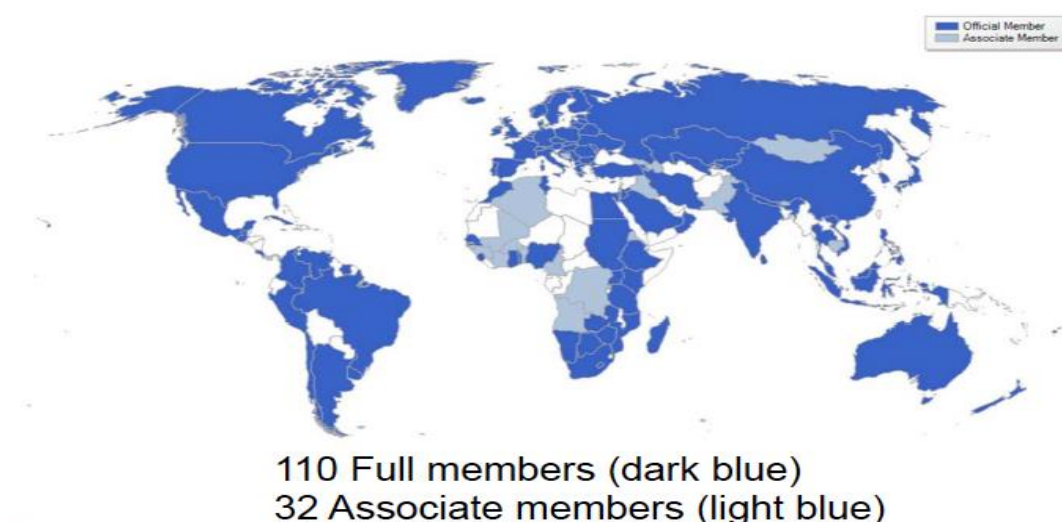 Official Member
Associate Member
110 Full members (dark blue)
32 Associate members (light blue)